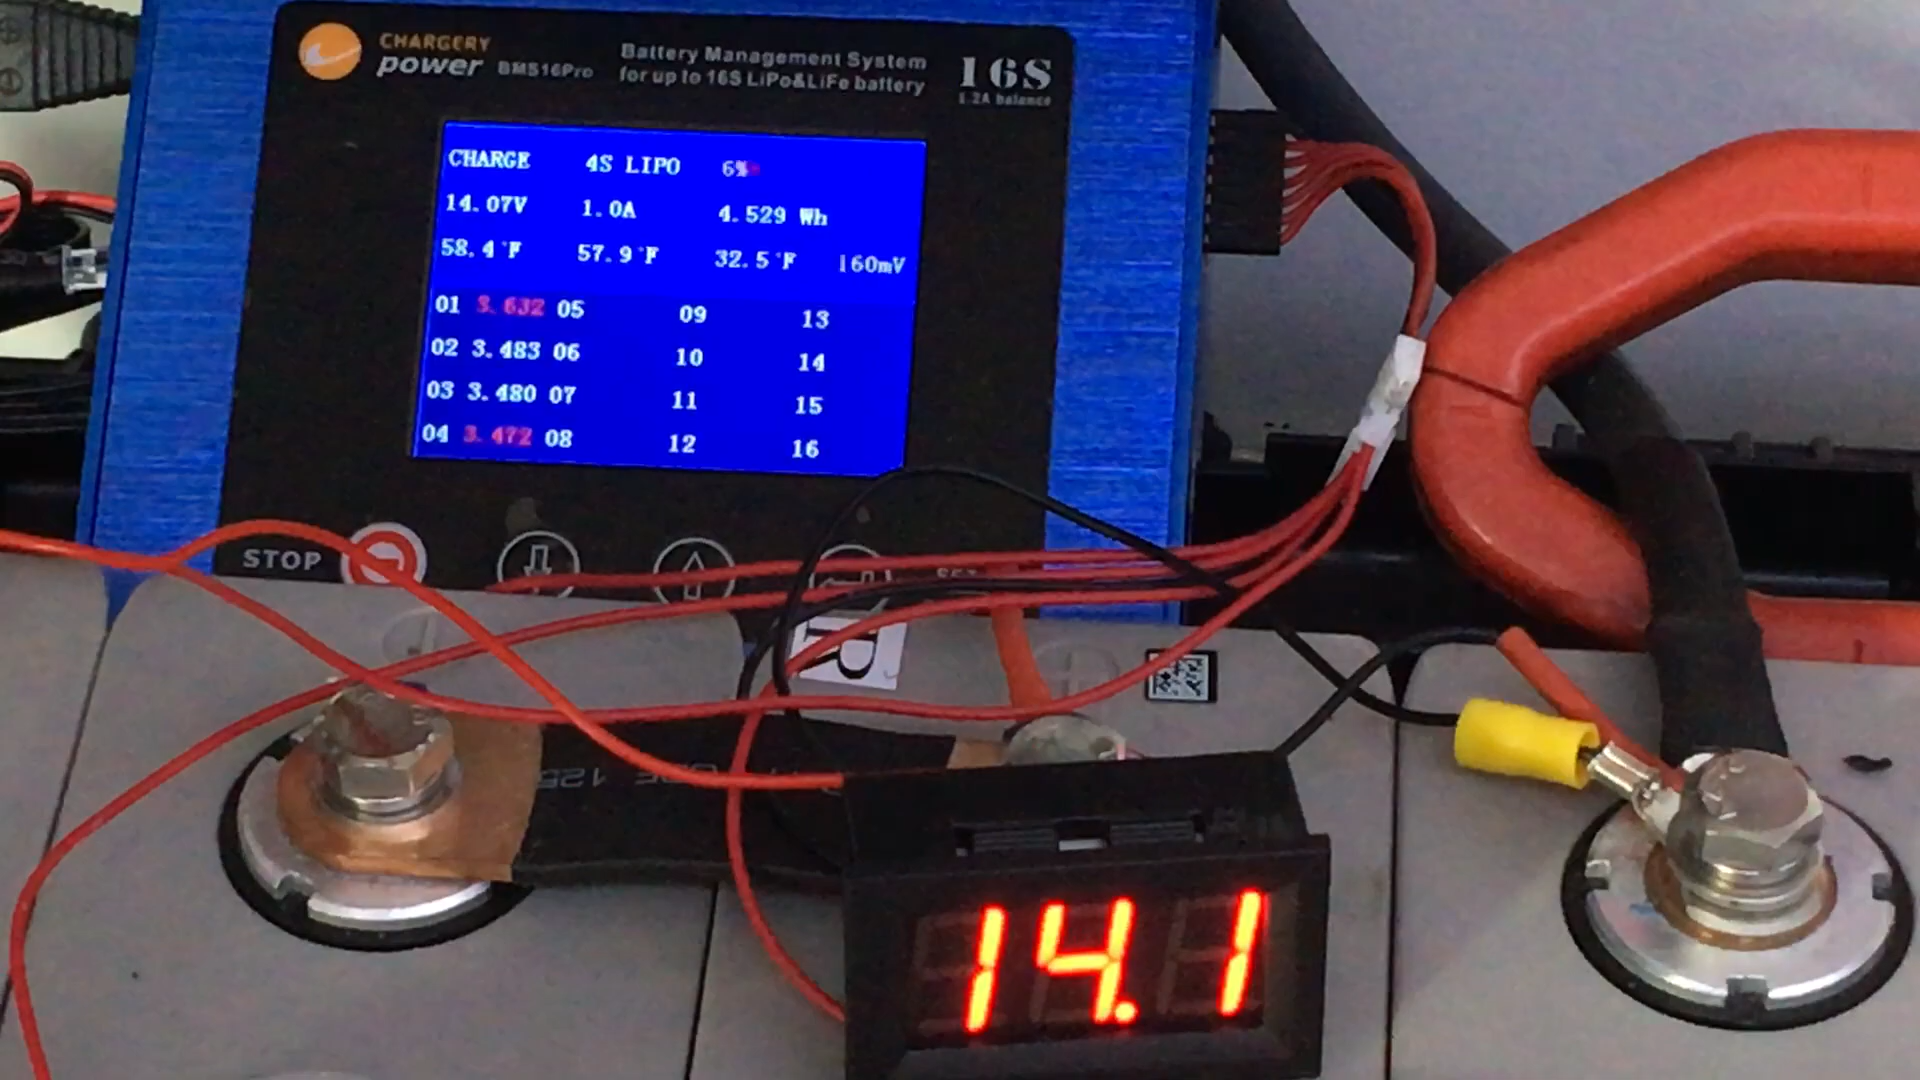 CHARGERY
power BMS16Pro
Battery Management System
for up to 16S LiPo&LiFe battery
16S
1.2A balance
CHARGE 4S LIPO 6%
14.07V 1.0A 4.529 Wh
58.4°F 57.9°F 32.5°F 160mV
01 3.632 05 09 13
02 3.483 06 10 14
03 3.480 07 11 15
04 3.472 08 12 16
STOP
R
14.1